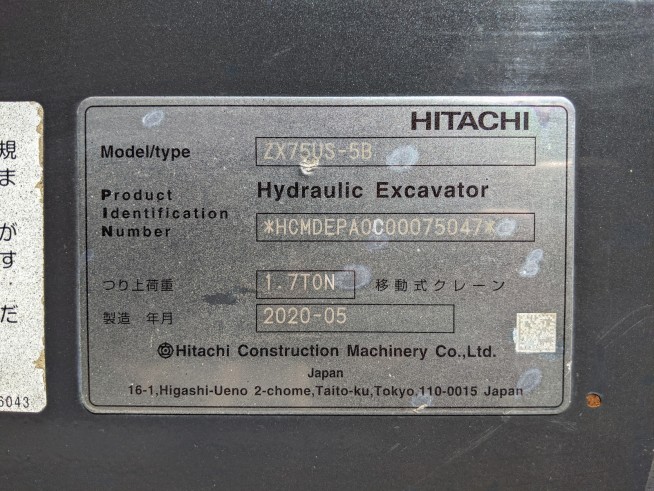 HITACHI
Model/type ZX75US-5B
Product Identification Number
Hydraulic Excavator
*HCMDEPA0C00075047*
つり上荷重 1.7TON 移動式クレーン
製造 年月 2020-05
Hitachi Construction Machinery Co.,Ltd.
Japan
16-1,Higashi-Ueno 2-chome,Taito-ku,Tokyo,110-0015 Japan
規
ま
が
す
だ
6043